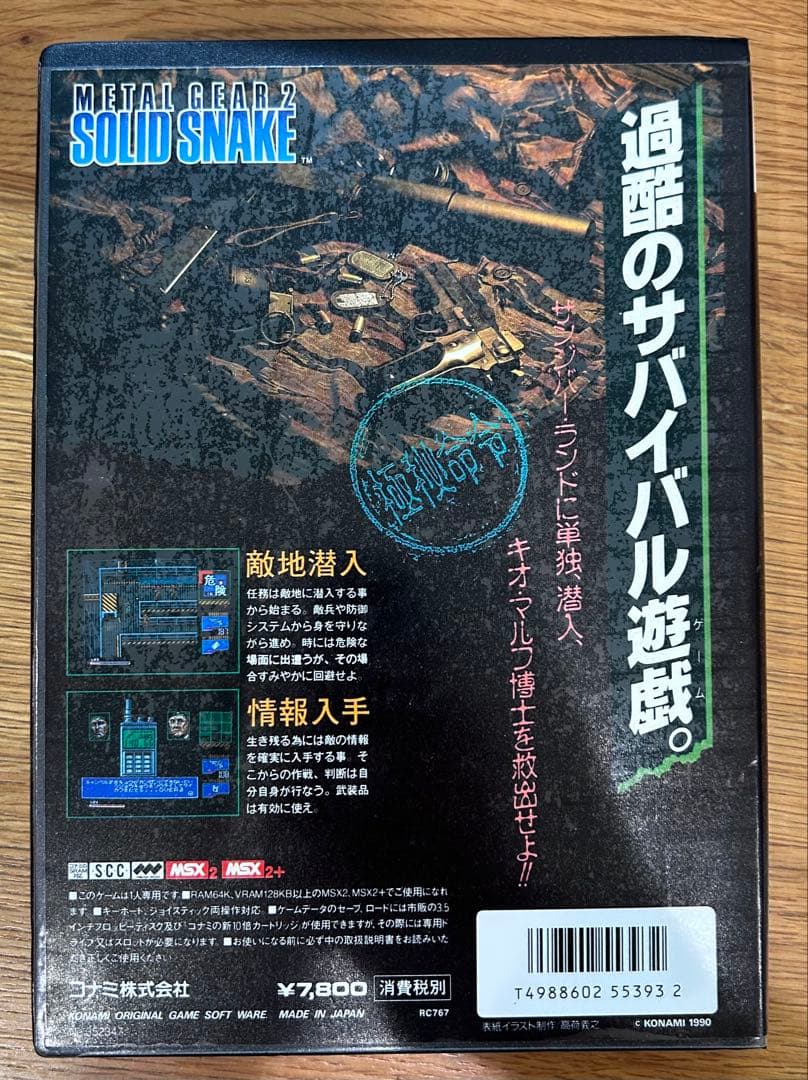 METAL GEAR 2
SOLID SNAKE™
過酷のサバイバル遊戯。
ゲーム
ザンジバーランドに単独、潜入、
キオ・マルフ博士を救出せよ!!
極秘命令
危険
敵地潜入
任務は敵地に潜入する事
から始まる。敵兵や防御
システムから身を守りな
がら進め。時には危険な
場面に出遭うが、その場
合すみやかに回避せよ。
情報入手
生き残る為には敵の情報
を確実に入手する事。そ
こからの作戦、判断は自
分自身が行なう。武装品
は有効に使え。
SCC
MSX 2
MSX 2+
■このゲームは1人専用です。■RAM64K、VRAM128KB以上のMSX2、MSX2+でご使用になれ
ます。■キーボード、ジョイスティック両操作対応。■ゲームデータのセーブ、ロードには市販の3.5
インチフロッピーディスク及び「コナミの新10倍カートリッジ」が使用できますが、その際には専用ド
ライブ又はスロットが必要になります。■お使いになる前に必ず中の取扱説明書をお読みいた
だき正しくご使用ください。
コナミ株式会社
¥7,800
消費税別
KONAMI ORIGINAL GAME SOFT WARE. MADE IN JAPAN
RC767
T4988602 55393 2
表紙イラスト制作 高荷義之
© KONAMI 1990